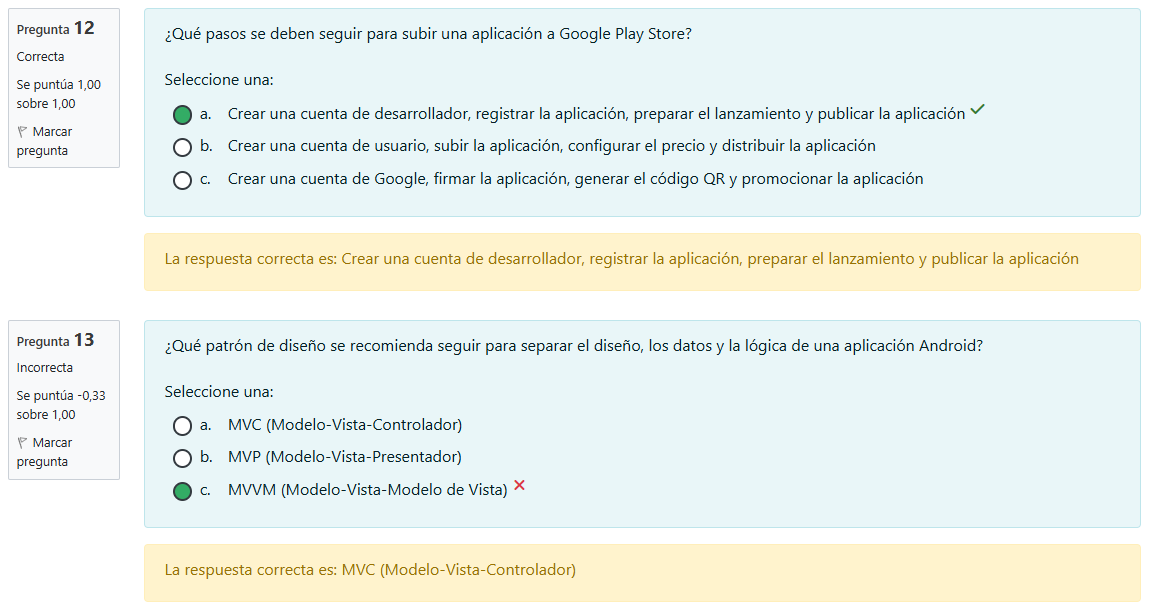 Pregunta 12
Correcta
Se puntúa 1,00
sobre 1,00
Marcar
pregunta
¿Qué pasos se deben seguir para subir una aplicación a Google Play Store?
Seleccione una:
a. Crear una cuenta de desarrollador, registrar la aplicación, preparar el lanzamiento y publicar la aplicación
b. Crear una cuenta de usuario, subir la aplicación, configurar el precio y distribuir la aplicación
c. Crear una cuenta de Google, firmar la aplicación, generar el código QR y promocionar la aplicación
La respuesta correcta es: Crear una cuenta de desarrollador, registrar la aplicación, preparar el lanzamiento y publicar la aplicación
Pregunta 13
Incorrecta
Se puntúa -0,33
sobre 1,00
Marcar
pregunta
¿Qué patrón de diseño se recomienda seguir para separar el diseño, los datos y la lógica de una aplicación Android?
Seleccione una:
a. MVC (Modelo-Vista-Controlador)
b. MVP (Modelo-Vista-Presentador)
c. MVVM (Modelo-Vista-Modelo de Vista)
La respuesta correcta es: MVC (Modelo-Vista-Controlador)